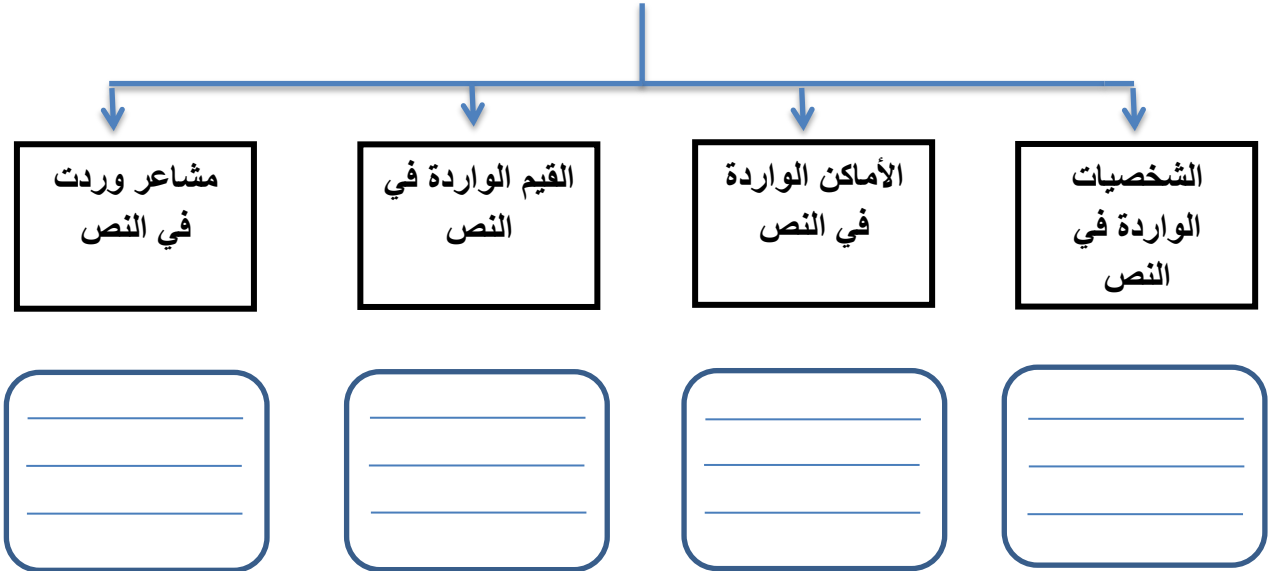 الشخصيات
الواردة في
النص
الأماكن الواردة
في النص
القيم الواردة في
النص
مشاعر وردت
في النص